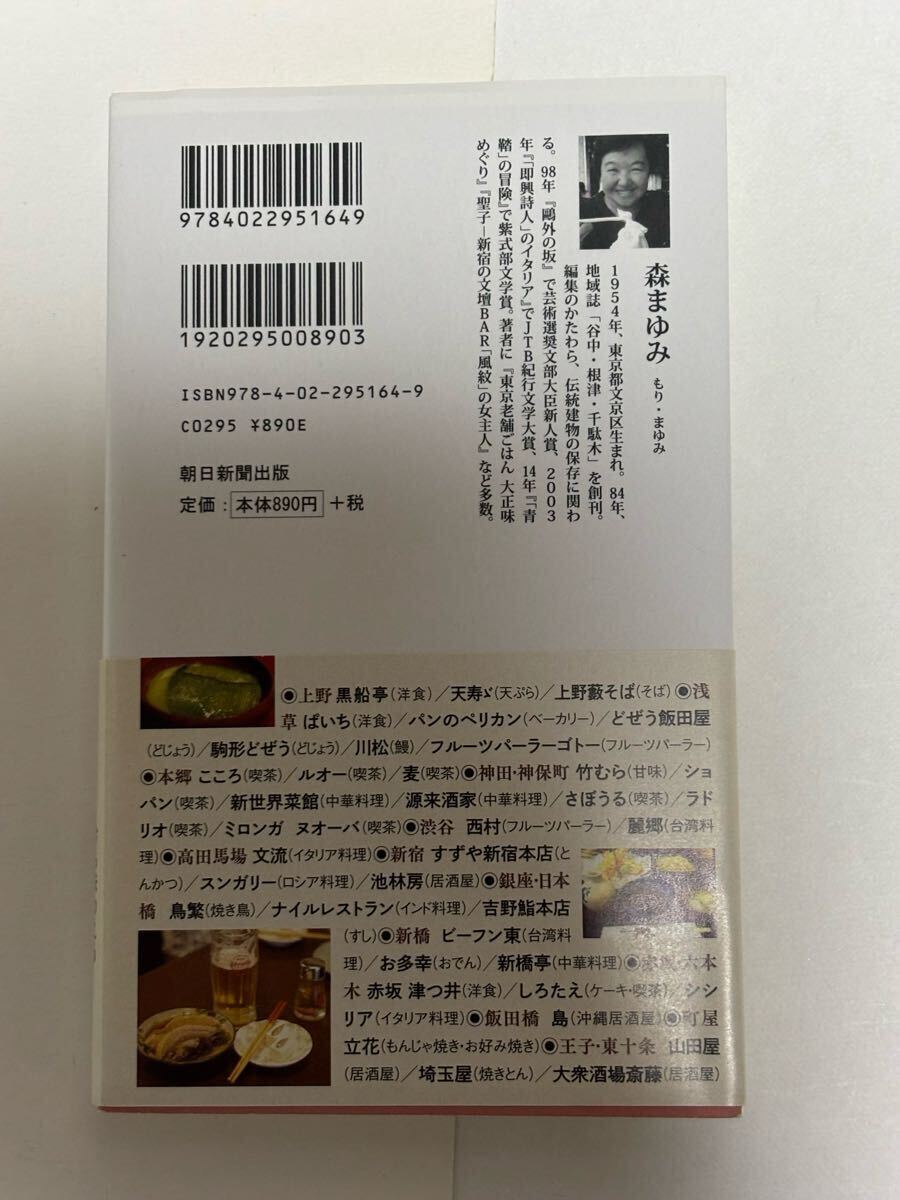 9784022951649
1920295008903
ISBN978-4-02-295164-9
C0295 ¥890E
朝日新聞出版
定価：本体890円＋税
森まゆみ もり・まゆみ
1954年、東京都文京区生まれ。84年、
地域誌「谷中・根津・千駄木」を創刊。
編集のかたわら、伝統建物の保存に関わ
る。98年『鷗外の坂』で芸術選奨文部大臣新人賞、2003
年『「即興詩人」のイタリア』でJTB紀行文学大賞、14年『「青
鞜」の冒険』で紫式部文学賞。著者に『東京老舗ごはん 大正味
めぐり』『聖子―新宿の文壇BAR「風紋」の女主人』など多数。
◉上野 黒船亭(洋食)／天寿ゞ(天ぷら)／上野藪そば(そば)◉浅
草 ぱいち(洋食)／パンのペリカン(ベーカリー)／どぜう飯田屋
(どじょう)／駒形どぜう(どじょう)／川松(鰻)／フルーツパーラーゴトー(フルーツパーラー)
◉本郷 こころ(喫茶)／ルオー(喫茶)／麦(喫茶)◉神田・神保町 竹むら(甘味)／ショ
パン(喫茶)／新世界菜館(中華料理)／源来酒家(中華料理)／さぼうる(喫茶)／ラド
リオ(喫茶)／ミロンガ ヌオーバ(喫茶)◉渋谷 西村(フルーツパーラー)／麗郷(台湾料
理)◉高田馬場 文流(イタリア料理)◉新宿 すずや新宿本店(と
んかつ)／スンガリー(ロシア料理)／池林房(居酒屋)◉銀座・日本
橋 鳥繁(焼き鳥)／ナイルレストラン(インド料理)／吉野鮨本店
(すし)◉新橋 ビーフン東(台湾料
理)／お多幸(おでん)／新橋亭(中華料理)◉赤坂・六本
木 赤坂 津つ井(洋食)／しろたえ(ケーキ・喫茶)／シシ
リア(イタリア料理)◉飯田橋 島(沖縄居酒屋)◉町屋
立花(もんじゃ焼き・お好み焼き)◉王子・東十条 山田屋
(居酒屋)／埼玉屋(焼きとん)／大衆酒場斎藤(居酒屋)